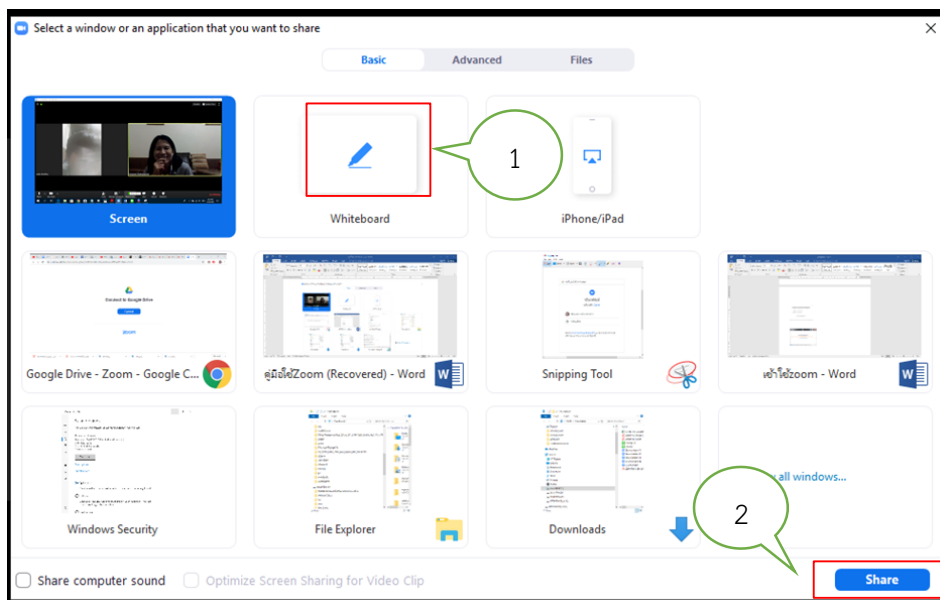 Select a window or an application that you want to share
Basic Advanced Files
1
Screen Whiteboard iPhone/iPad
Google Drive - Zoom - Google C... คู่มือใช้Zoom (Recovered) - Word Snipping Tool เข้าใช้zoom - Word
all windows...
2
Windows Security File Explorer Downloads
Share computer sound Optimize Screen Sharing for Video Clip Share